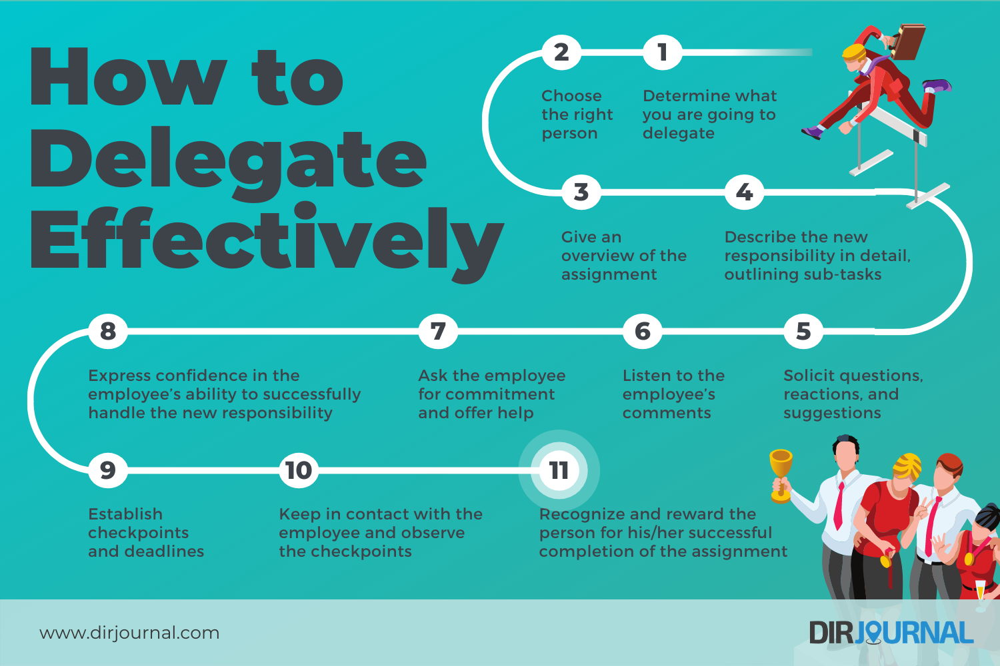 How to
Delegate
Effectively
1
Determine what
you are going to
delegate
2
Choose
the right
person
3
Give an
overview of the
assignment
4
Describe the new
responsibility in detail,
outlining sub-tasks
5
Solicit questions,
reactions, and
suggestions
6
Listen to the
employee's
comments
7
Ask the employee
for commitment
and offer help
8
Express confidence in the
employee's ability to successfully
handle the new responsibility
9
Establish
checkpoints
and deadlines
10
Keep in contact with the
employee and observe
the checkpoints
11
Recognize and reward the
person for his/her successful
completion of the assignment
www.dirjournal.com
DIRJOURNAL